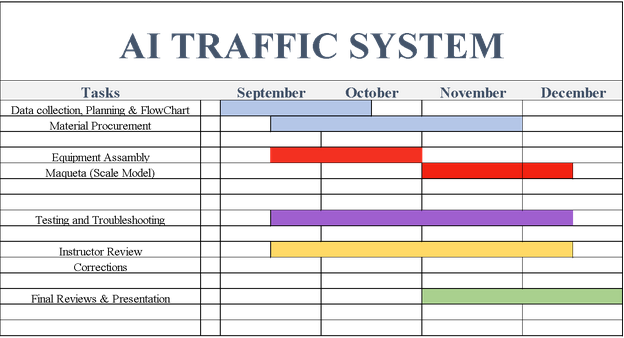 AI TRAFFIC SYSTEM
Tasks September October November December
Data collection, Planning & FlowChart
Material Procurement
Equipment Assambly
Maqueta (Scale Model)
Testing and Troubleshooting
Instructor Review
Corrections
Final Reviews & Presentation